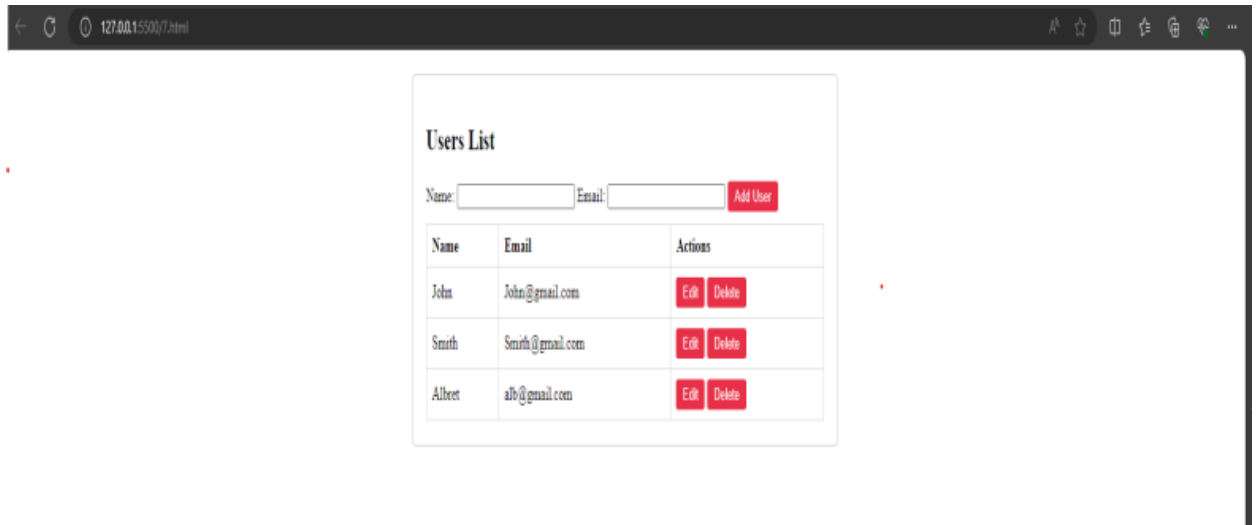 127.0.0.1:5500/7.html
Users List
Name: Email: Add User
Name Email Actions
John John@gmail.com Edit Delete
Smith Smith@gmail.com Edit Delete
Albret alb@gmail.com Edit Delete